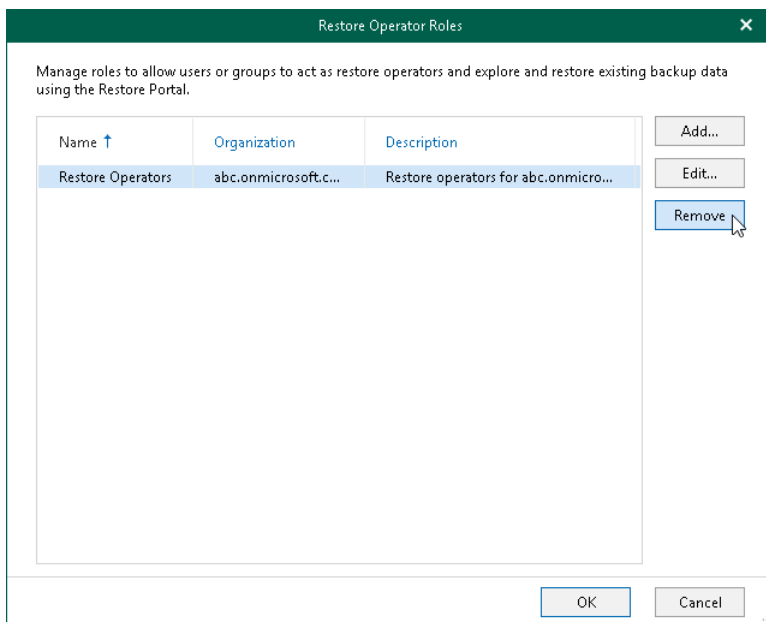 Restore Operator Roles
Manage roles to allow users or groups to act as restore operators and explore and restore existing backup data
using the Restore Portal.
Name ↑ Organization Description Add...
Restore Operators abc.onmicrosoft.c... Restore operators for abc.onmicro... Edit...
Remove
OK Cancel